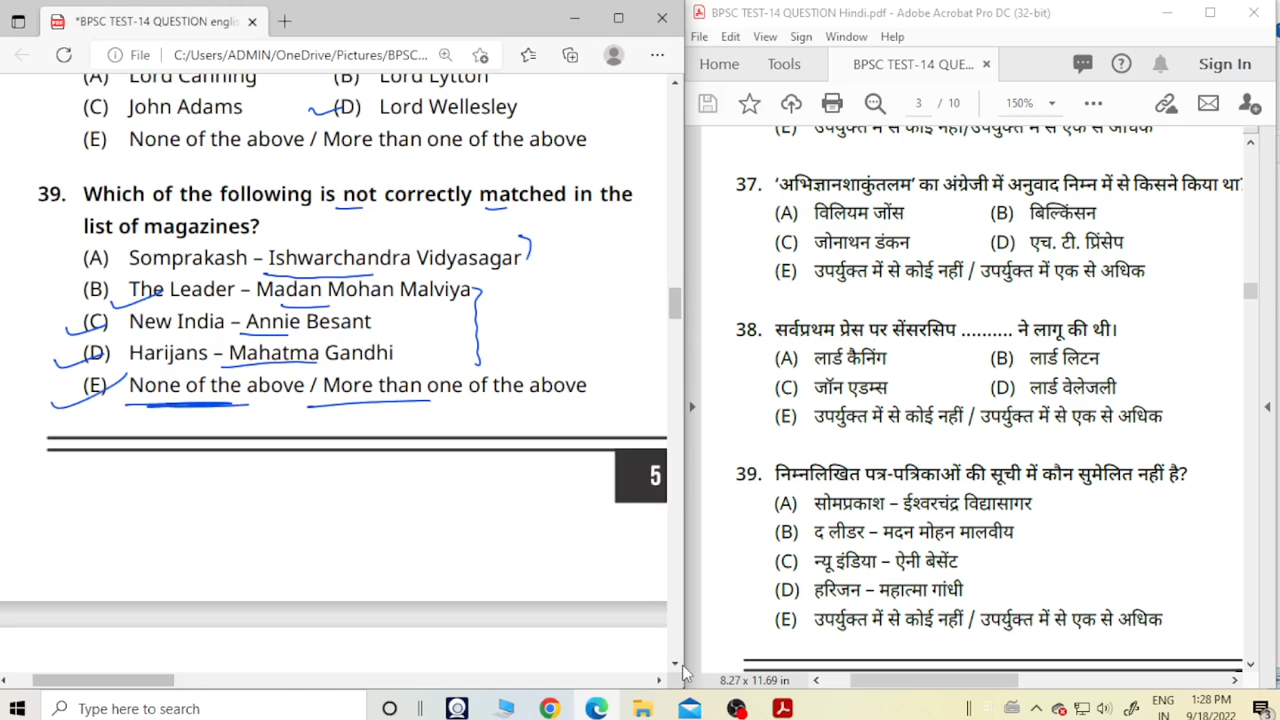 *BPSC TEST-14 QUESTION englis
File
C:/Users/ADMIN/OneDrive/Pictures/BPSC...
(A) Lord Canning (B) Lord Lytton
(C) John Adams (D) Lord Wellesley
(E) None of the above / More than one of the above
39. Which of the following is not correctly matched in the
list of magazines?
(A) Somprakash – Ishwarchandra Vidyasagar
(B) The Leader – Madan Mohan Malviya
(C) New India – Annie Besant
(D) Harijans – Mahatma Gandhi
(E) None of the above / More than one of the above
5
BPSC TEST-14 QUESTION Hindi.pdf - Adobe Acrobat Pro DC (32-bit)
File Edit View Sign Window Help
Home Tools BPSC TEST-14 QUE... Sign In
3 / 10 150%
(E) उपर्युक्त में से कोई नहीं/उपर्युक्त में से एक से अधिक
37. ‘अभिज्ञानशाकुंतलम’ का अंग्रेजी में अनुवाद निम्न में से किसने किया था?
(A) विलियम जोंस (B) बिल्किंसन
(C) जोनाथन डंकन (D) एच. टी. प्रिंसेप
(E) उपर्युक्त में से कोई नहीं / उपर्युक्त में एक से अधिक
38. सर्वप्रथम प्रेस पर सेंसरसिप .......... ने लागू की थी।
(A) लार्ड कैनिंग (B) लार्ड लिटन
(C) जॉन एडम्स (D) लार्ड वेलेजली
(E) उपर्युक्त में से कोई नहीं / उपर्युक्त में से एक से अधिक
39. निम्नलिखित पत्र-पत्रिकाओं की सूची में कौन सुमेलित नहीं है?
(A) सोमप्रकाश – ईश्वरचंद्र विद्यासागर
(B) द लीडर – मदन मोहन मालवीय
(C) न्यू इंडिया – ऐनी बेसेंट
(D) हरिजन – महात्मा गांधी
(E) उपर्युक्त में से कोई नहीं / उपर्युक्त में से एक से अधिक
8.27 x 11.69 in
Type here to search
ENG
IN
1:28 PM
9/18/2022